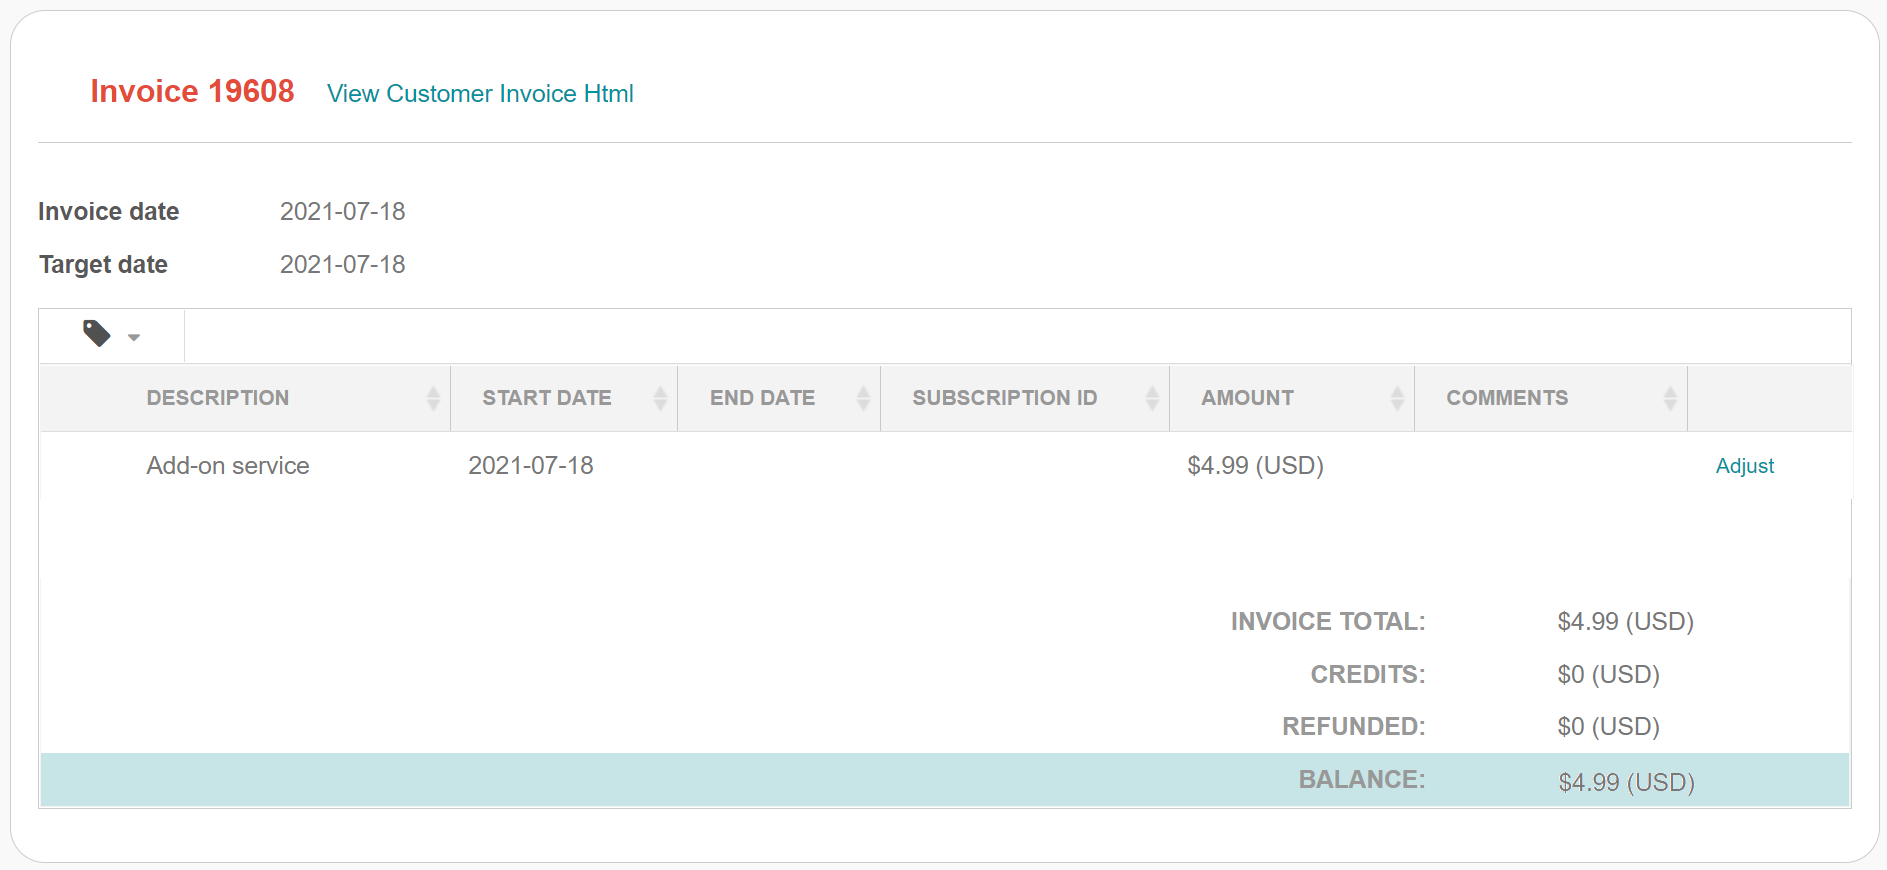 Invoice 19608 View Customer Invoice Html
Invoice date 2021-07-18
Target date 2021-07-18
DESCRIPTION START DATE END DATE SUBSCRIPTION ID AMOUNT COMMENTS
Add-on service 2021-07-18 $4.99 (USD) Adjust
INVOICE TOTAL: $4.99 (USD)
CREDITS: $0 (USD)
REFUNDED: $0 (USD)
BALANCE: $4.99 (USD)